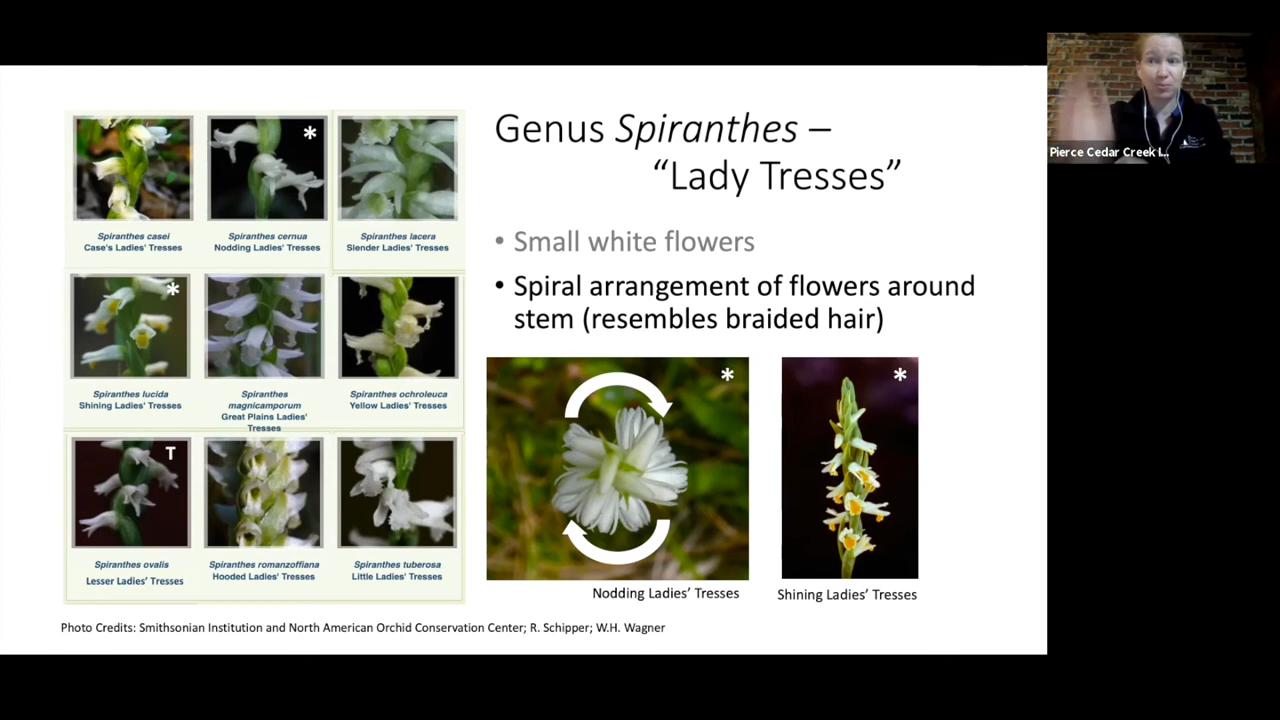 Genus Spiranthes –
“Lady Tresses”
• Small white flowers
• Spiral arrangement of flowers around
stem (resembles braided hair)
*
Spiranthes casei
Case's Ladies' Tresses
Spiranthes cernua
Nodding Ladies' Tresses
Spiranthes lacera
Slender Ladies' Tresses
*
Spiranthes lucida
Shining Ladies' Tresses
Spiranthes
magnicamporum
Great Plains Ladies'
Tresses
Spiranthes ochroleuca
Yellow Ladies' Tresses
T
Spiranthes ovalis
Lesser Ladies’ Tresses
Spiranthes romanzoffiana
Hooded Ladies' Tresses
Spiranthes tuberosa
Little Ladies' Tresses
*
Nodding Ladies’ Tresses
*
Shining Ladies’ Tresses
Photo Credits: Smithsonian Institution and North American Orchid Conservation Center; R. Schipper; W.H. Wagner
Pierce Cedar Creek I...